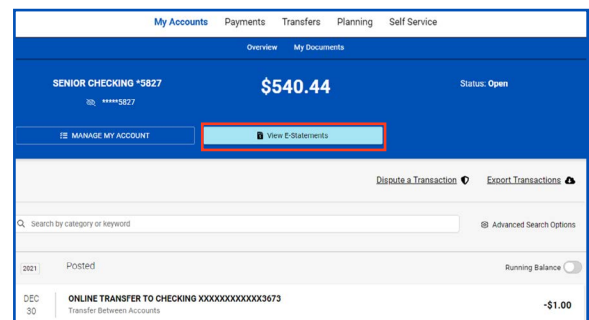 My Accounts Payments Transfers Planning Self Service
Overview My Documents
SENIOR CHECKING *5827 $540.44 Status: Open
*****5827
MANAGE MY ACCOUNT View E-Statements
Dispute a Transaction Export Transactions
Search by category or keyword Advanced Search Options
2021 Posted Running Balance
DEC ONLINE TRANSFER TO CHECKING XXXXXXXXXXXX3673 -$1.00
30 Transfer Between Accounts